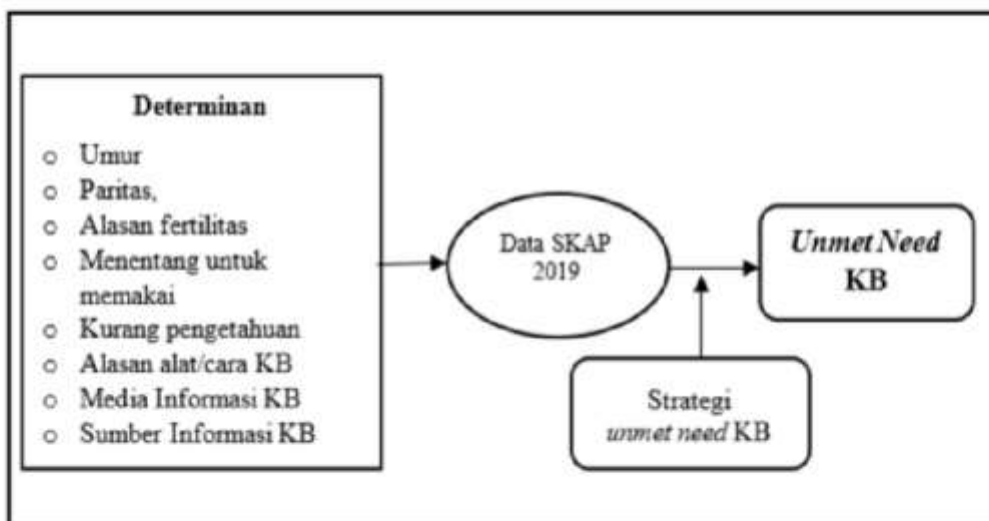 Determinan
o Umur
o Paritas,
o Alasan fertilitas
o Menentang untuk
memakai
o Kurang pengetahuan
o Alasan alat/cara KB
o Media Informasi KB
o Sumber Informasi KB
Data SKAP
2019
Unmet Need
KB
Strategi
unmet need KB